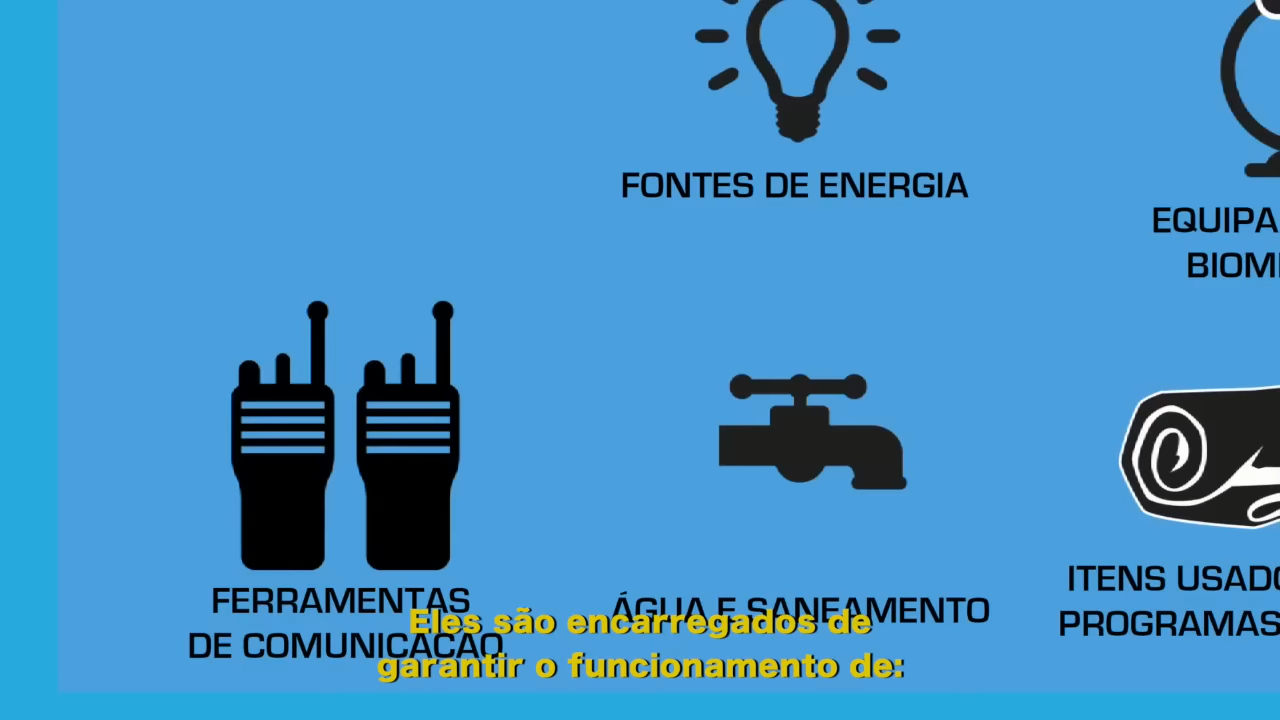 FONTES DE ENERGIA
EQUIPA
BIOM
FERRAMENTAS
DE COMUNICAÇÃO
ÁGUA E SANEAMENTO
ITENS USADO
PROGRAMAS
Eles são encarregados de
garantir o funcionamento de: